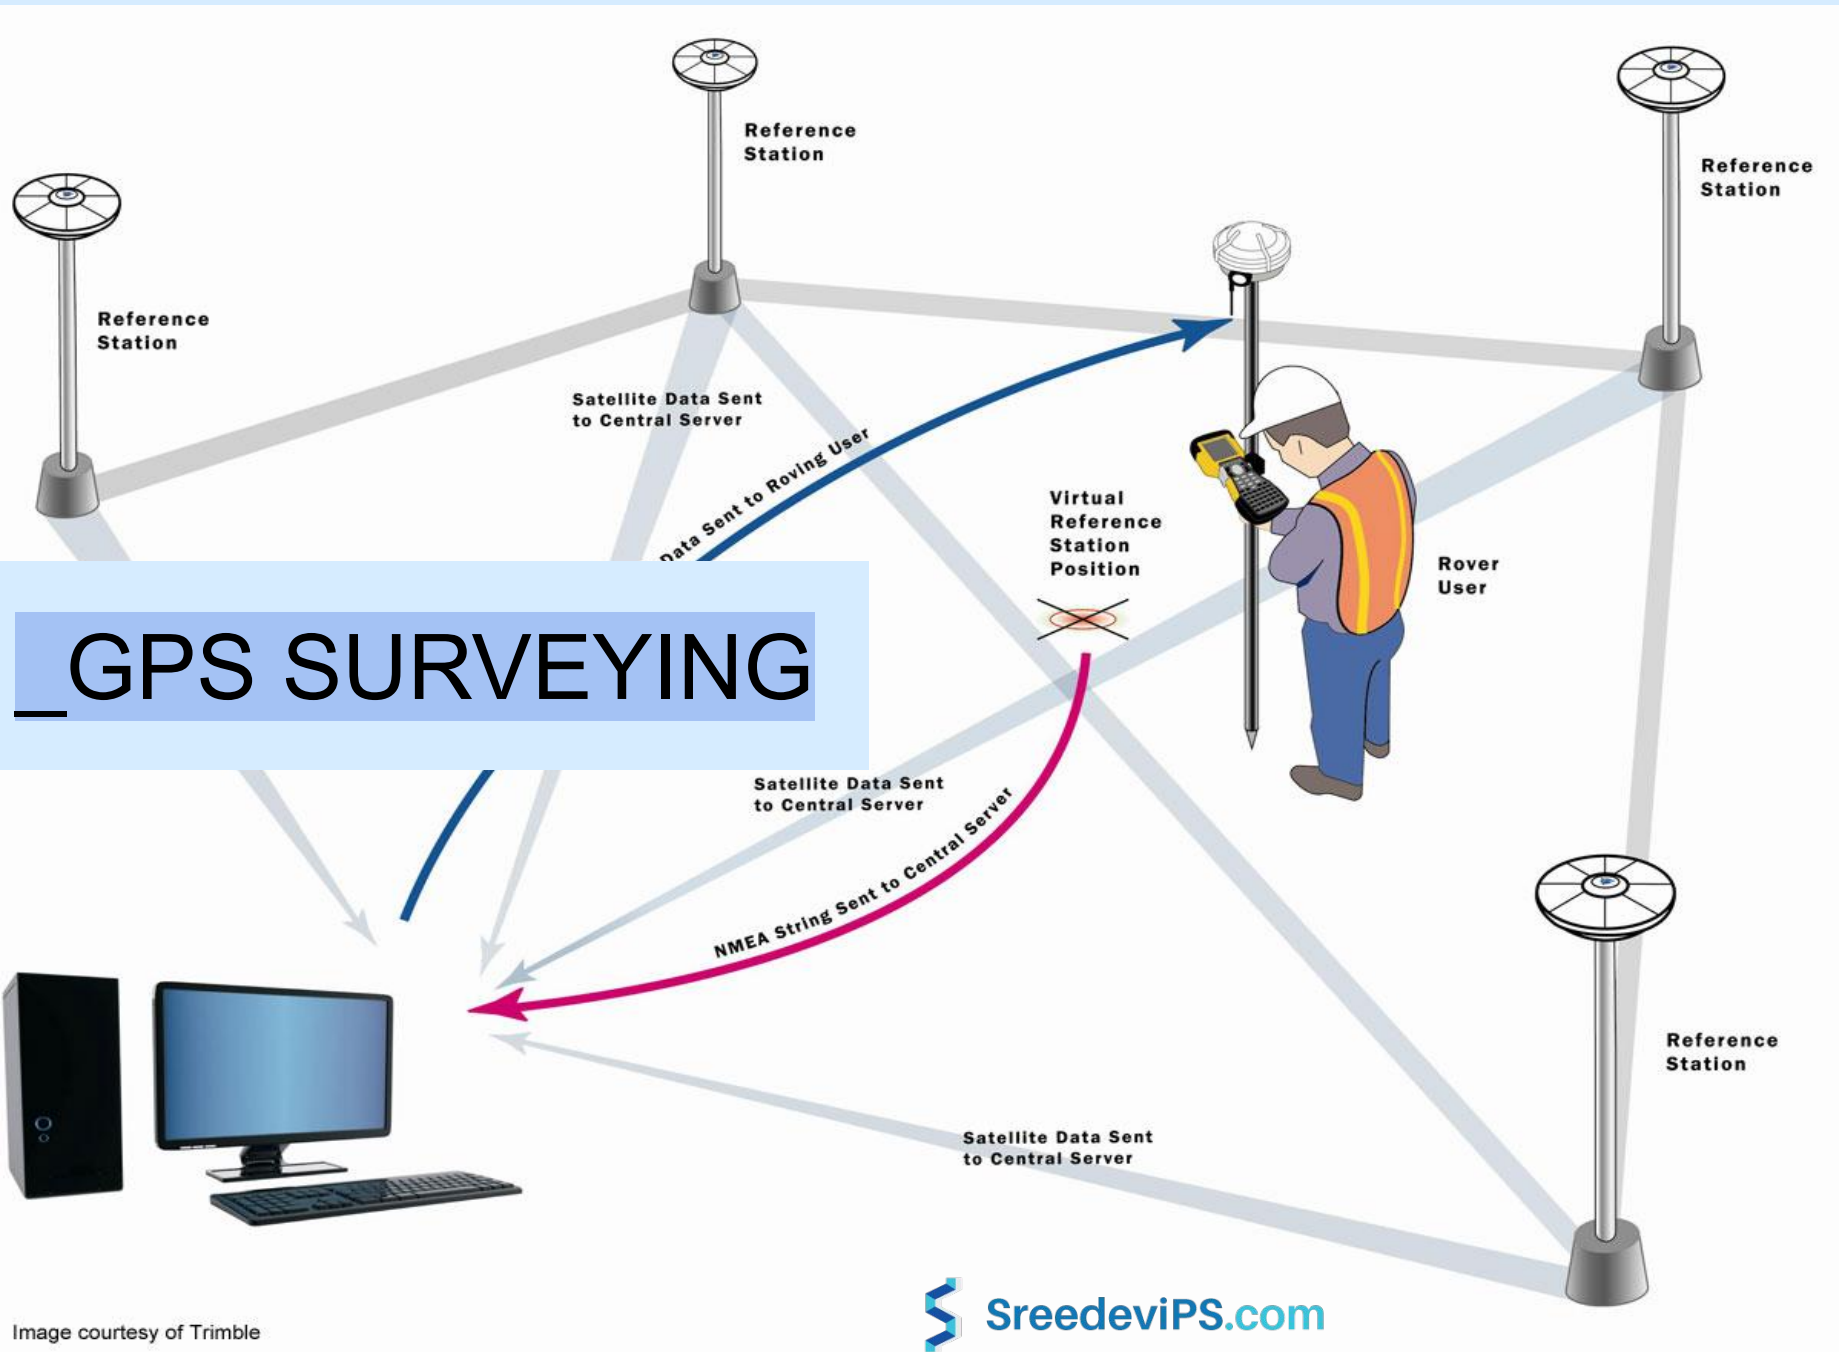 Reference
Station
Reference
Station
Reference
Station
Satellite Data Sent
to Central Server
Data Sent to Roving User
Virtual
Reference
Station
Position
Rover
User
_GPS SURVEYING
Satellite Data Sent
to Central Server
NMEA String Sent to Central Server
Reference
Station
Satellite Data Sent
to Central Server
SreedeviPS.com
Image courtesy of Trimble